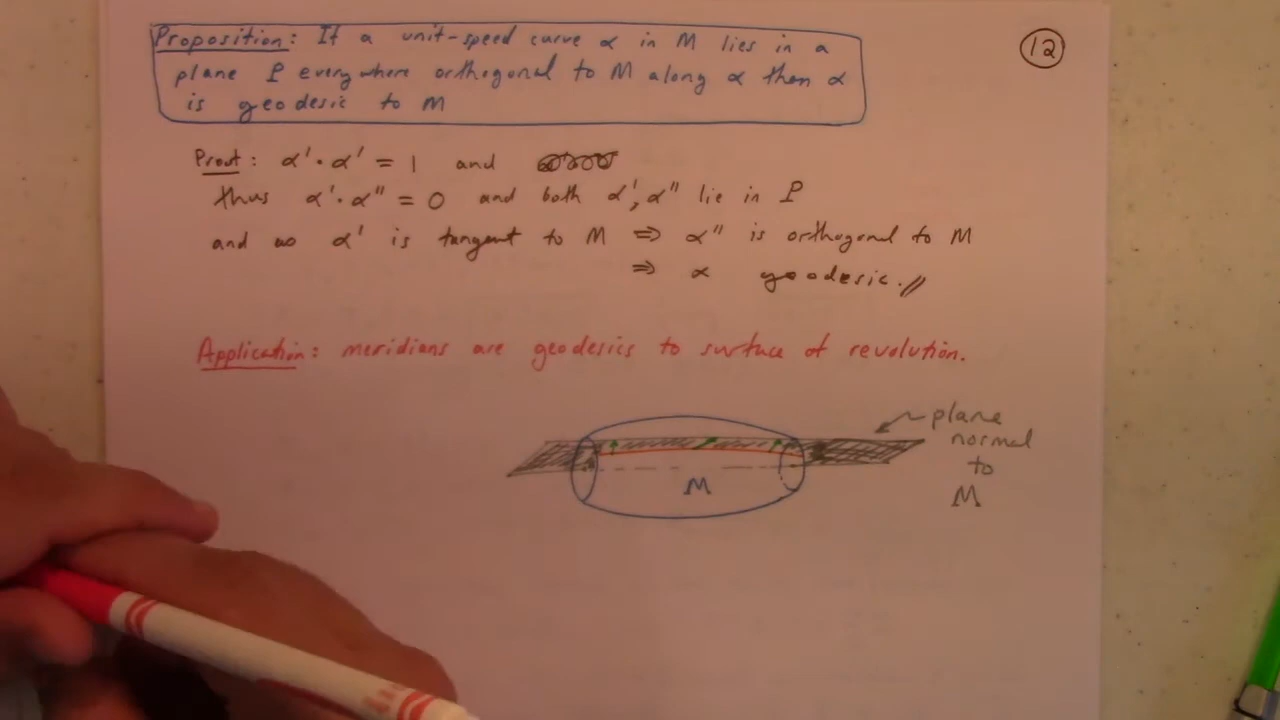 Proposition: If a unit-speed curve α in M lies in a
plane P everywhere orthogonal to M along α then α
is geodesic to M
12
Proof: α'·α' = 1 and
thus α'·α'' = 0 and both α', α'' lie in P
and as α' is tangent to M ⇒ α'' is orthogonal to M
⇒ α geodesic.//
Application: meridians are geodesics to surface of revolution.
plane
normal
to
M
M